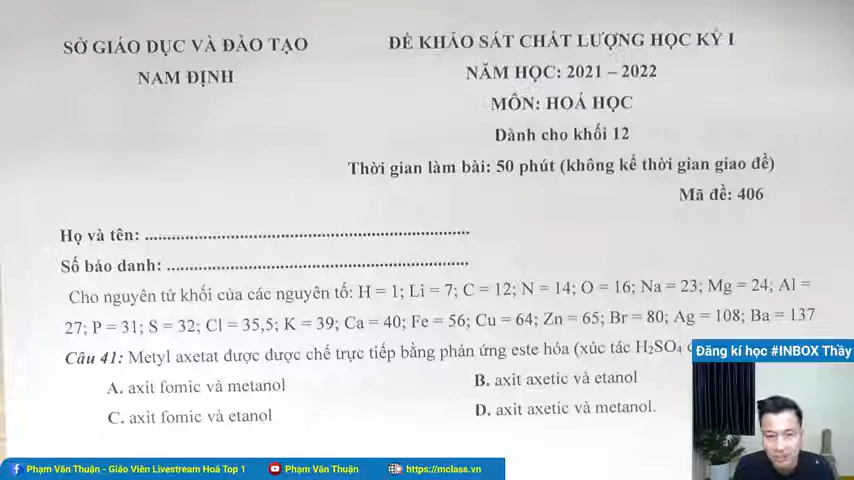 SỞ GIÁO DỤC VÀ ĐÀO TẠO
NAM ĐỊNH
ĐỀ KHẢO SÁT CHẤT LƯỢNG HỌC KỲ I
NĂM HỌC: 2021 – 2022
MÔN: HOÁ HỌC
Dành cho khối 12
Thời gian làm bài: 50 phút (không kể thời gian giao đề)
Mã đề: 406
Họ và tên: ................................................................
Số báo danh: ...........................................................
Cho nguyên tử khối của các nguyên tố: H = 1; Li = 7; C = 12; N = 14; O = 16; Na = 23; Mg = 24; Al =
27; P = 31; S = 32; Cl = 35,5; K = 39; Ca = 40; Fe = 56; Cu = 64; Zn = 65; Br = 80; Ag = 108; Ba = 137
Câu 41: Metyl axetat được được chế trực tiếp bằng phản ứng este hóa (xúc tác H₂SO₄
A. axit fomic và metanol
B. axit axetic và etanol
C. axit fomic và etanol
D. axit axetic và metanol.
Đăng kí học #INBOX Thầy
Phạm Văn Thuận - Giáo Viên Livestream Hoá Top 1
Phạm Văn Thuận
https://mclass.vn